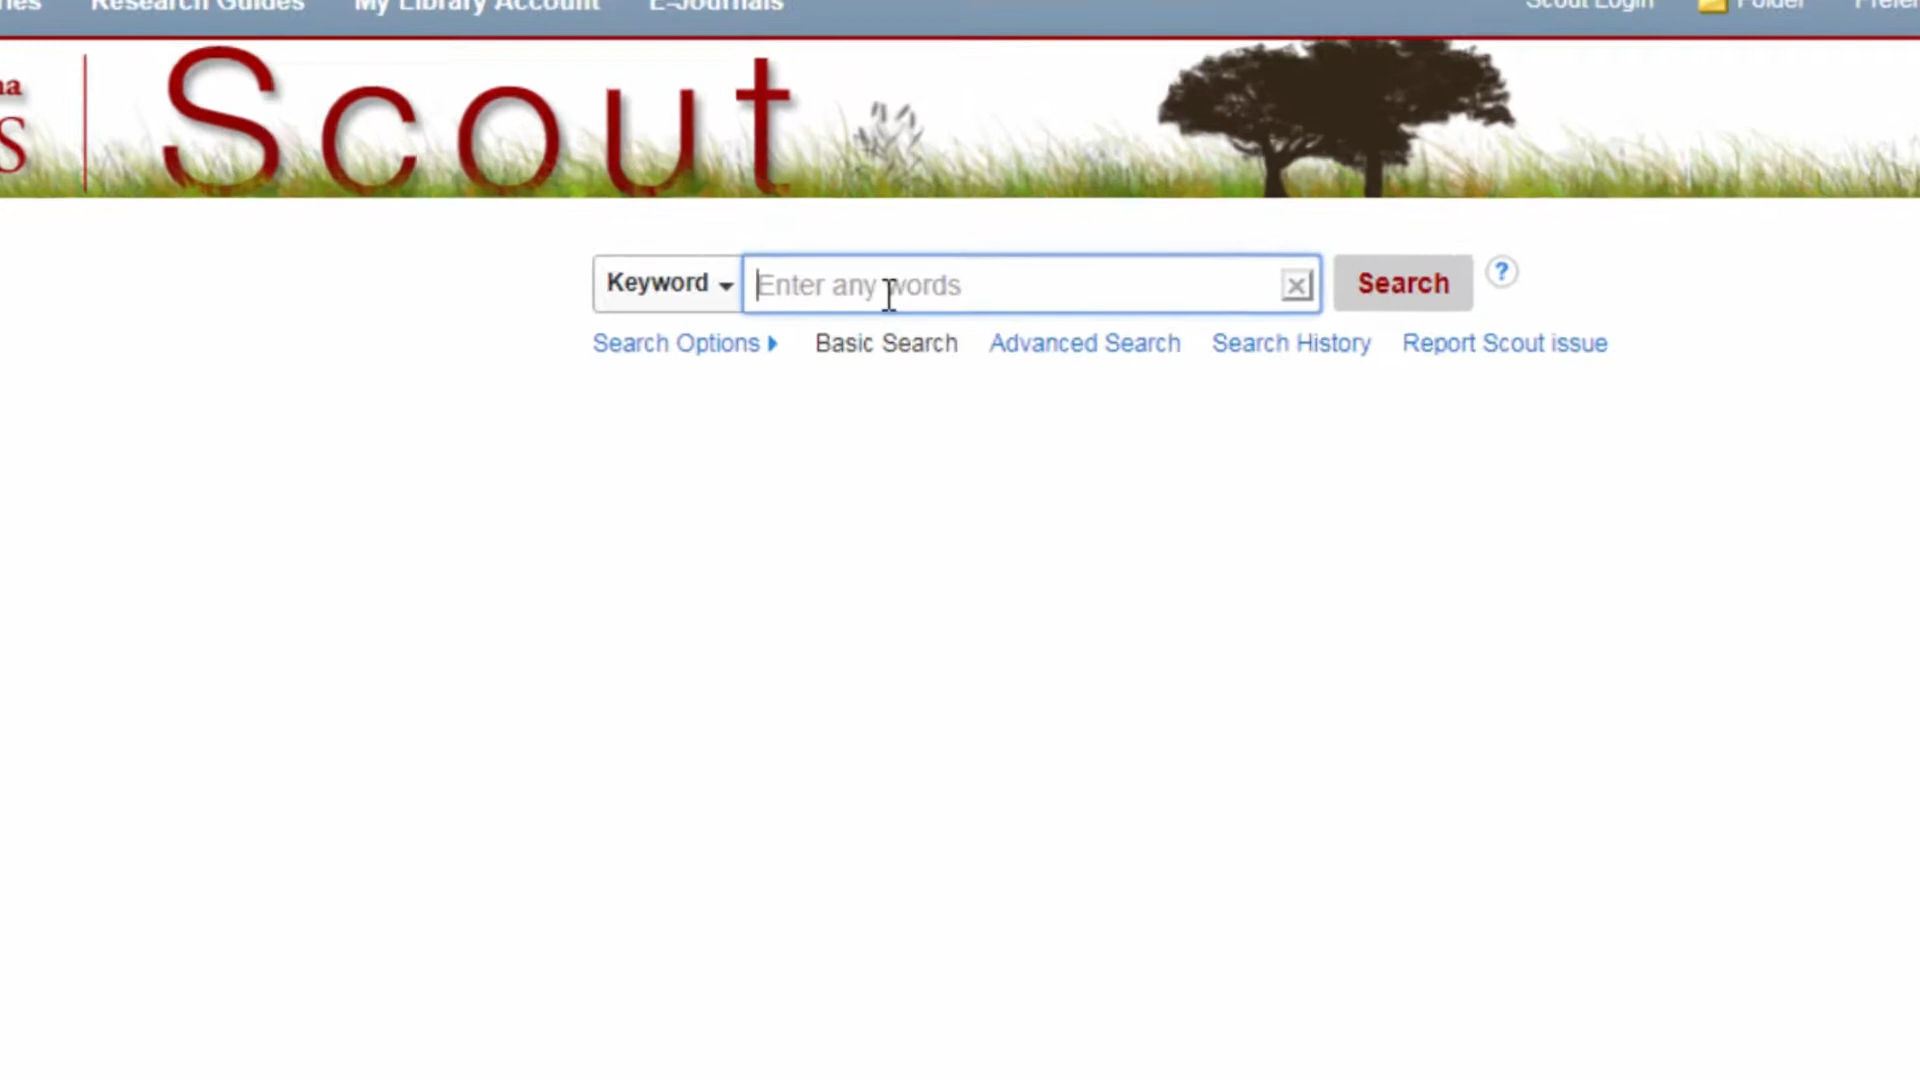 Research Guides My Library Account E-Journals Scout Login Folder
Scout
Keyword Enter any words Search ?
Search Options Basic Search Advanced Search Search History Report Scout issue